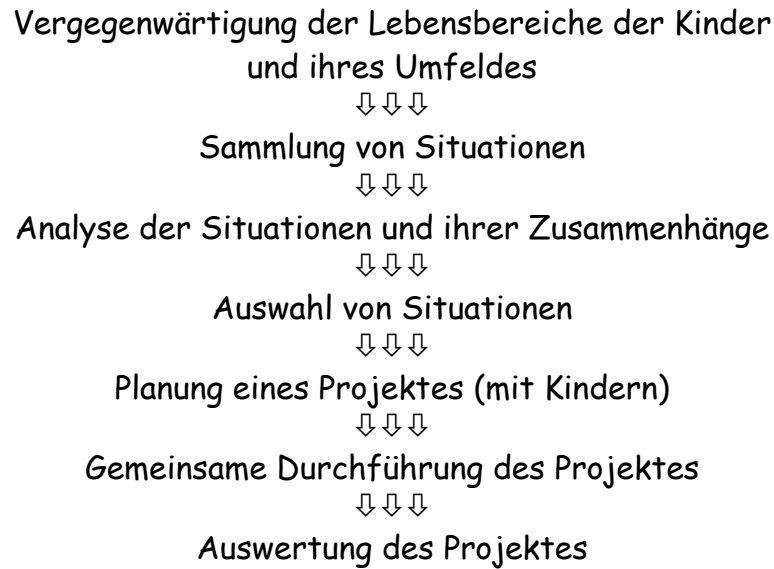 Vergegenwärtigung der Lebensbereiche der Kinder
und ihres Umfeldes
⇩⇩⇩
Sammlung von Situationen
⇩⇩⇩
Analyse der Situationen und ihrer Zusammenhänge
⇩⇩⇩
Auswahl von Situationen
⇩⇩⇩
Planung eines Projektes (mit Kindern)
⇩⇩⇩
Gemeinsame Durchführung des Projektes
⇩⇩⇩
Auswertung des Projektes